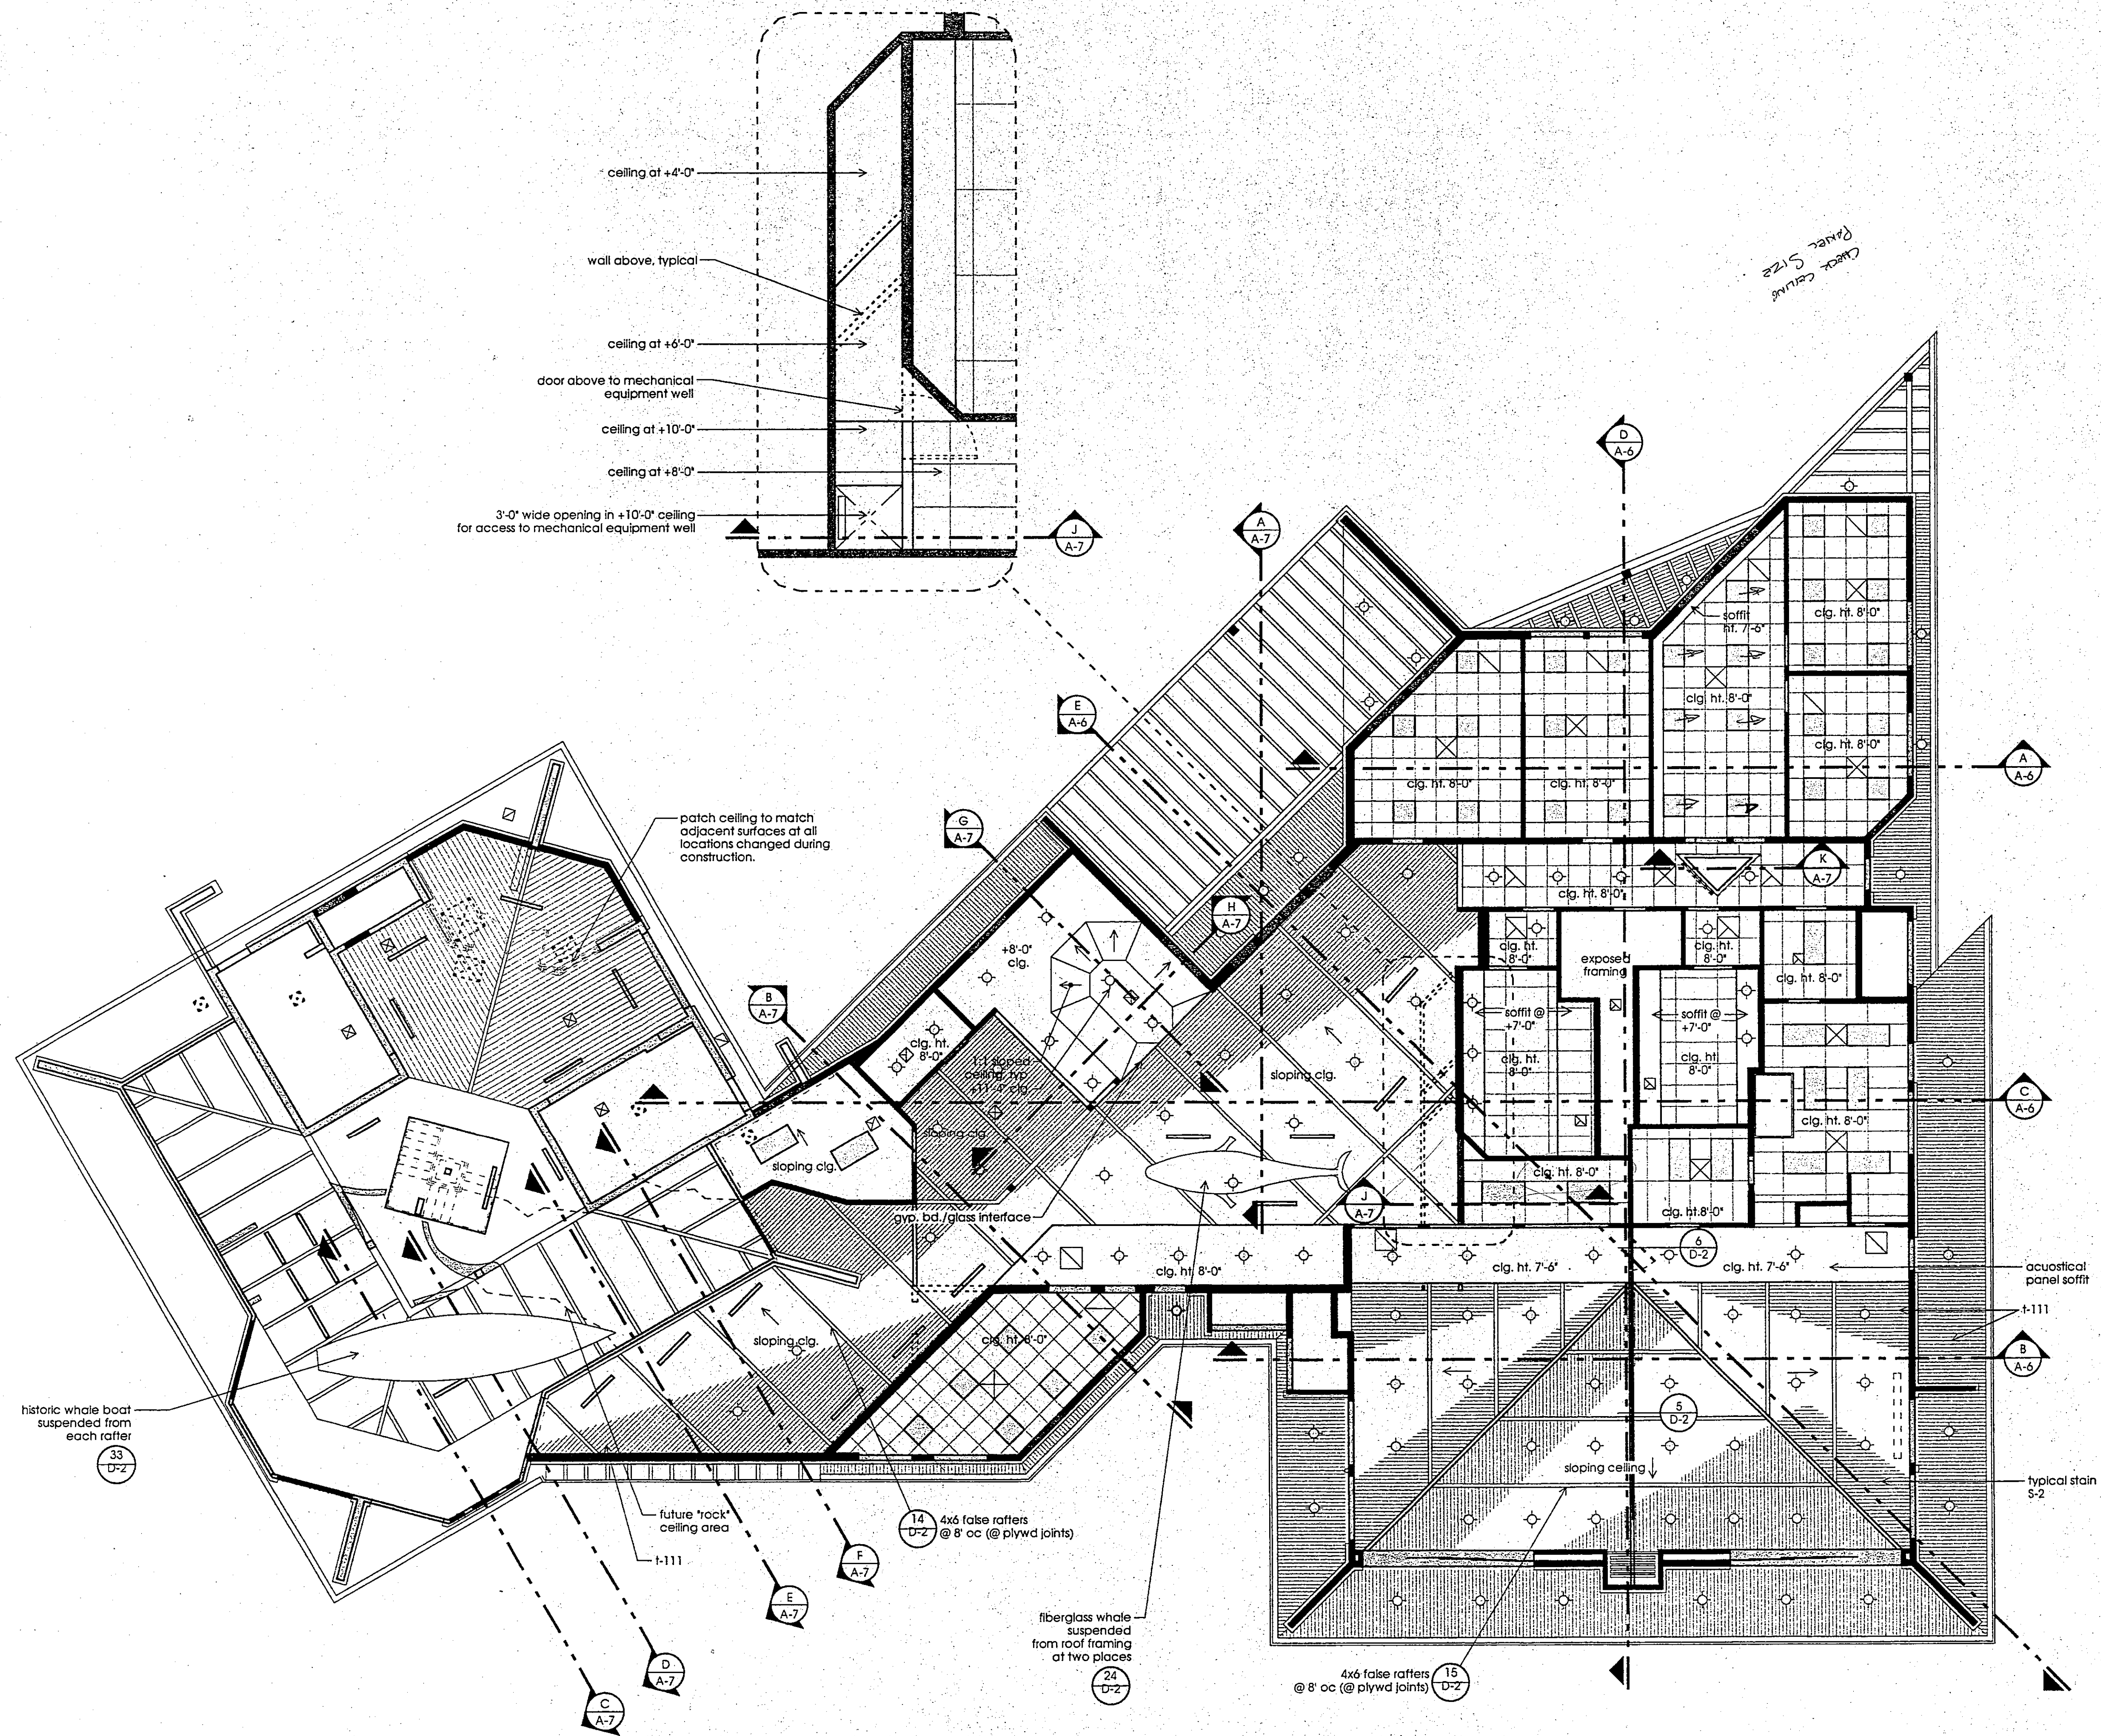 ceiling at +4'-0"
wall above, typical
ceiling at +6'-0"
door above to mechanical
equipment well
ceiling at +10'-0"
ceiling at +8'-0"
3'-0" wide opening in +10'-0" ceiling
for access to mechanical equipment well
J
A-7
CHECK CEILING
PANEL SIZE
D
A-6
A
A-7
E
A-6
G
A-7
H
A-7
B
A-7
K
A-7
A
A-6
C
A-6
J
A-7
B
A-6
soffit
ht. 7'-6"
clg. ht. 8'-0"
clg. ht. 8'-0"
clg. ht. 8'-0"
clg. ht. 8'-0"
clg. ht. 8'-0"
clg. ht. 8'-0"
patch ceiling to match
adjacent surfaces at all
locations changed during
construction.
+8'-0"
clg.
clg. ht.
8'-0"
1:1 sloped
ceiling, typ.
+11'-4" clg.
sloping clg.
sloping clg.
sloping clg.
gyp. bd./glass interface
clg. ht.
8'-0"
exposed
framing
clg. ht.
8'-0"
clg. ht. 8'-0"
soffit @
+7'-0"
clg. ht.
8'-0"
soffit @
+7'-0"
clg. ht.
8'-0"
clg. ht. 8'-0"
clg. ht. 8'-0"
clg. ht. 8'-0"
clg. ht. 8'-0"
clg. ht. 7'-6"
6
D-2
clg. ht. 7'-6"
acuostical
panel soffit
t-111
sloping clg.
clg. ht. 8'-0"
historic whale boat
suspended from
each rafter
33
D-2
5
D-2
sloping ceiling
typical stain
S-2
future "rock"
ceiling area
t-111
14
D-2
4x6 false rafters
@ 8' oc (@ plywd joints)
F
A-7
E
A-7
D
A-7
C
A-7
fiberglass whale
suspended
from roof framing
at two places
24
D-2
4x6 false rafters
@ 8' oc (@ plywd joints)
15
D-2